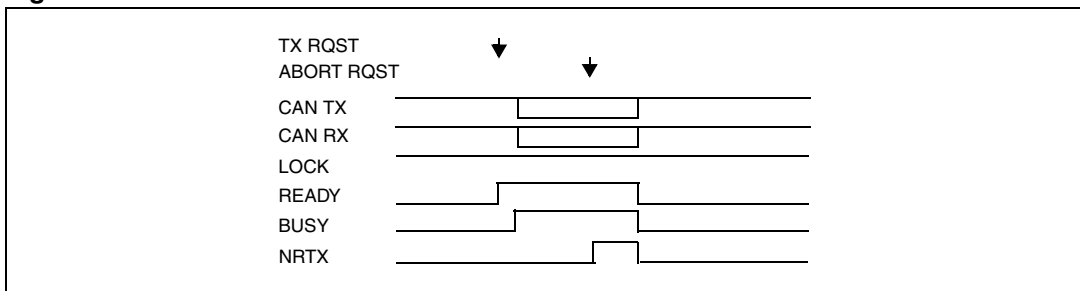 TX RQST
ABORT RQST
CAN TX
CAN RX
LOCK
READY
BUSY
NRTX